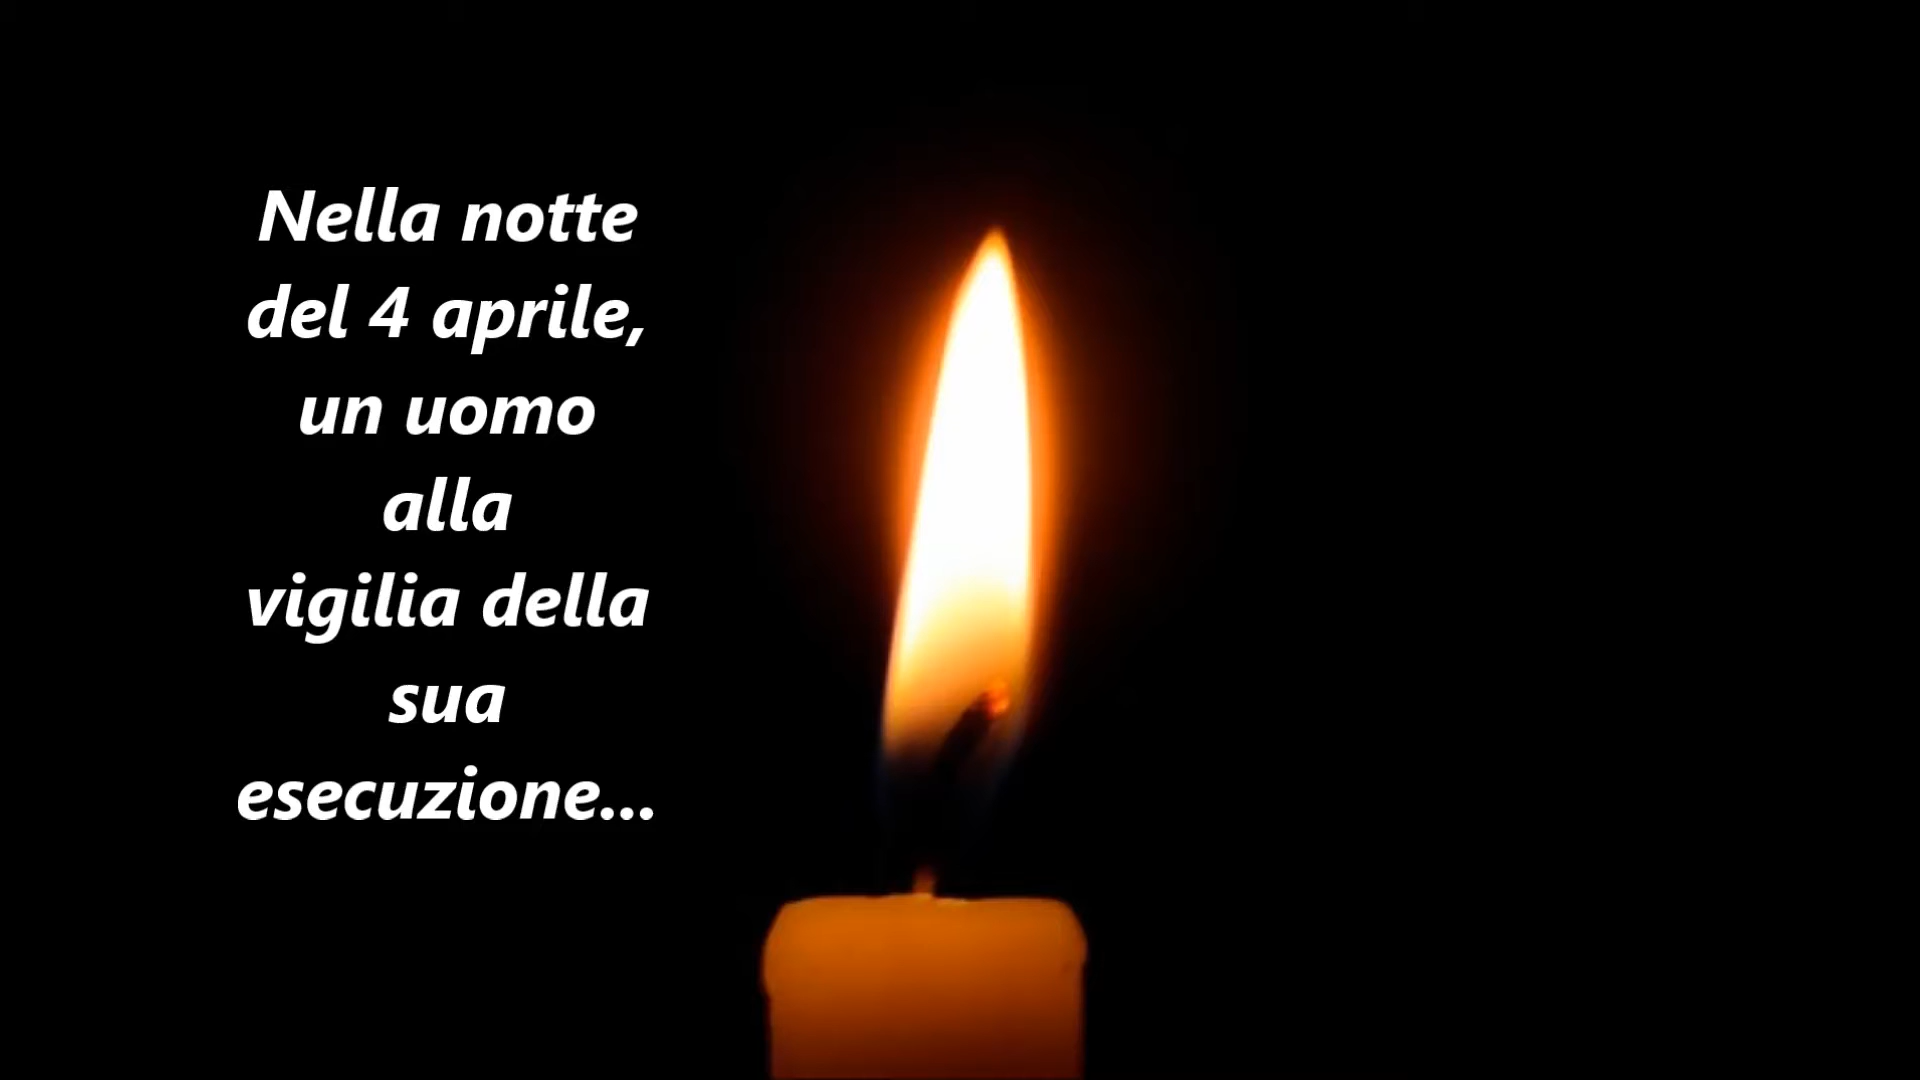 Nella notte
del 4 aprile,
un uomo
alla
vigilia della
sua
esecuzione...